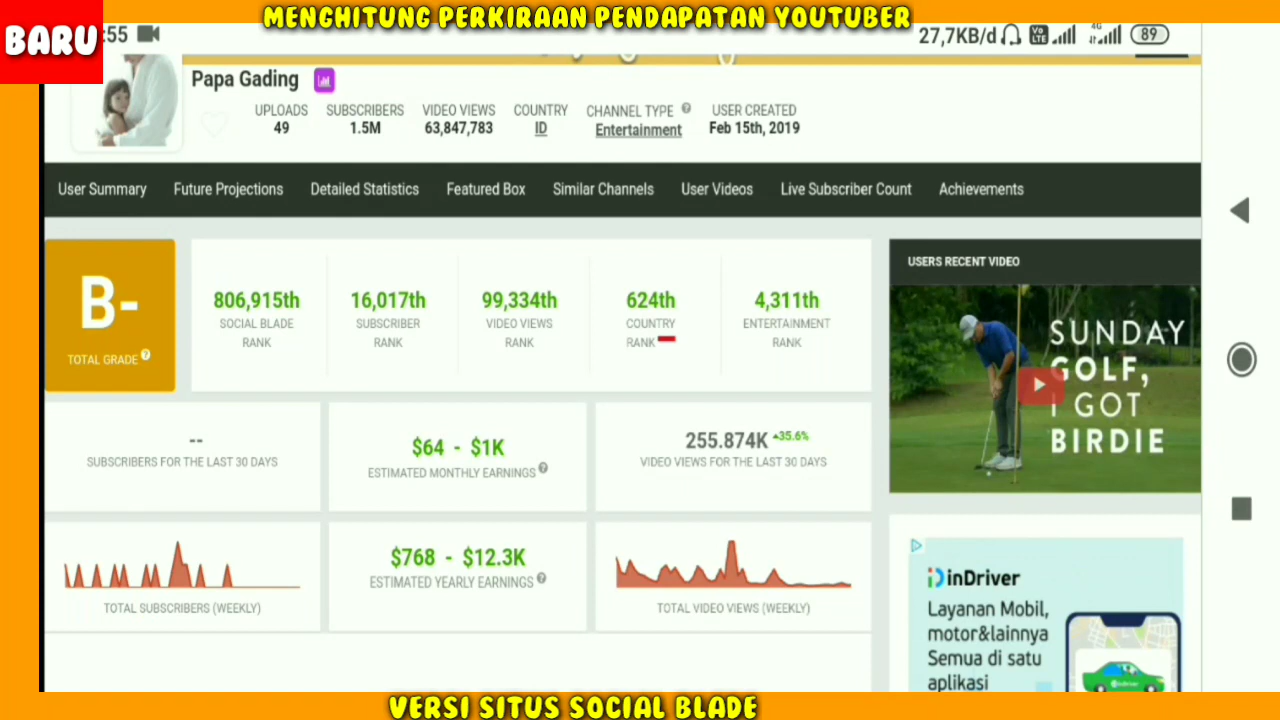 MENGHITUNG PERKIRAAN PENDAPATAN YOUTUBER
BARU
:55
27,7KB/d
Vo LTE
4G
89
Papa Gading
UPLOADS
49
SUBSCRIBERS
1.5M
VIDEO VIEWS
63,847,783
COUNTRY
ID
CHANNEL TYPE ?
Entertainment
USER CREATED
Feb 15th, 2019
User Summary
Future Projections
Detailed Statistics
Featured Box
Similar Channels
User Videos
Live Subscriber Count
Achievements
B-
TOTAL GRADE ?
806,915th
SOCIAL BLADE
RANK
16,017th
SUBSCRIBER
RANK
99,334th
VIDEO VIEWS
RANK
624th
COUNTRY
RANK
4,311th
ENTERTAINMENT
RANK
USERS RECENT VIDEO
SUNDAY
GOLF,
I GOT
BIRDIE
--
SUBSCRIBERS FOR THE LAST 30 DAYS
$64 - $1K
ESTIMATED MONTHLY EARNINGS ?
255.874K 35.6%
VIDEO VIEWS FOR THE LAST 30 DAYS
TOTAL SUBSCRIBERS (WEEKLY)
$768 - $12.3K
ESTIMATED YEARLY EARNINGS ?
TOTAL VIDEO VIEWS (WEEKLY)
inDriver
Layanan Mobil,
motor&lainnya
Semua di satu
aplikasi
VERSI SITUS SOCIAL BLADE